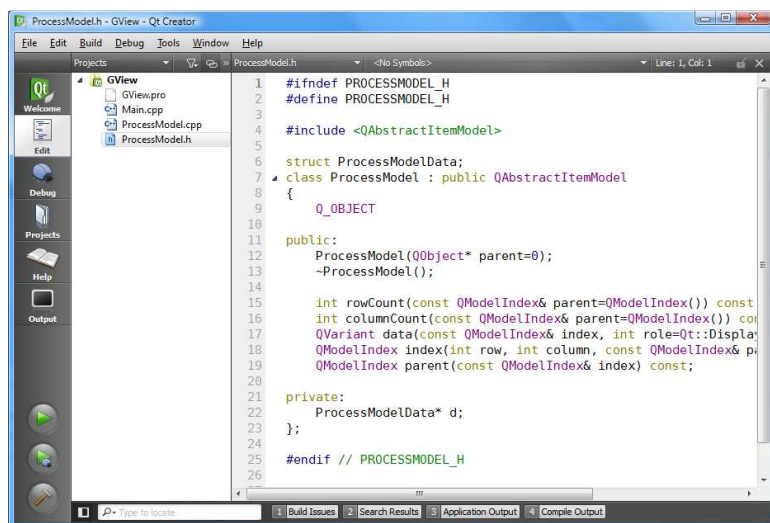 ProcessModel.h - GView - Qt Creator
File Edit Build Debug Tools Window Help
Projects
ProcessModel.h
<No Symbols>
Line: 1, Col: 1
Qt
Welcome
Edit
Debug
Projects
Help
Output
GView
GView.pro
Main.cpp
ProcessModel.cpp
ProcessModel.h
1 #ifndef PROCESSMODEL_H
2 #define PROCESSMODEL_H
3
4 #include <QAbstractItemModel>
5
6 struct ProcessModelData;
7 class ProcessModel : public QAbstractItemModel
8 {
9 Q_OBJECT
10
11 public:
12 ProcessModel(QObject* parent=0);
13 ~ProcessModel();
14
15 int rowCount(const QModelIndex& parent=QModelIndex()) const
16 int columnCount(const QModelIndex& parent=QModelIndex()) co
17 QVariant data(const QModelIndex& index, int role=Qt::Displa
18 QModelIndex index(int row, int column, const QModelIndex& p
19 QModelIndex parent(const QModelIndex& index) const;
20
21 private:
22 ProcessModelData* d;
23 };
24
25 #endif // PROCESSMODEL_H
26
Type to locate
1 Build Issues 2 Search Results 3 Application Output 4 Compile Output